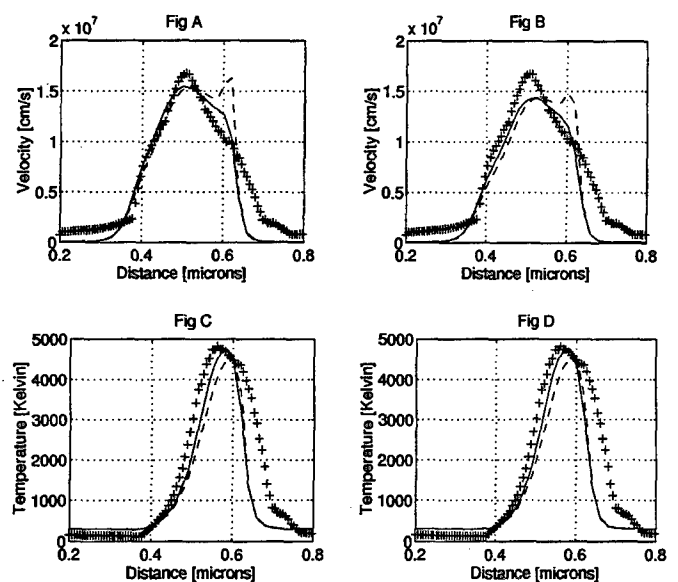 Fig A
x 10⁷
2
1.5
1
0.5
0
Velocity [cm/s]
0.2 0.4 0.6 0.8
Distance [microns]
Fig B
x 10⁷
2
1.5
1
0.5
0
Velocity [cm/s]
0.2 0.4 0.6 0.8
Distance [microns]
Fig C
5000
4000
3000
2000
1000
0
Temperature [Kelvin]
0.2 0.4 0.6 0.8
Distance [microns]
Fig D
5000
4000
3000
2000
1000
0
Temperature [Kelvin]
0.2 0.4 0.6 0.8
Distance [microns]